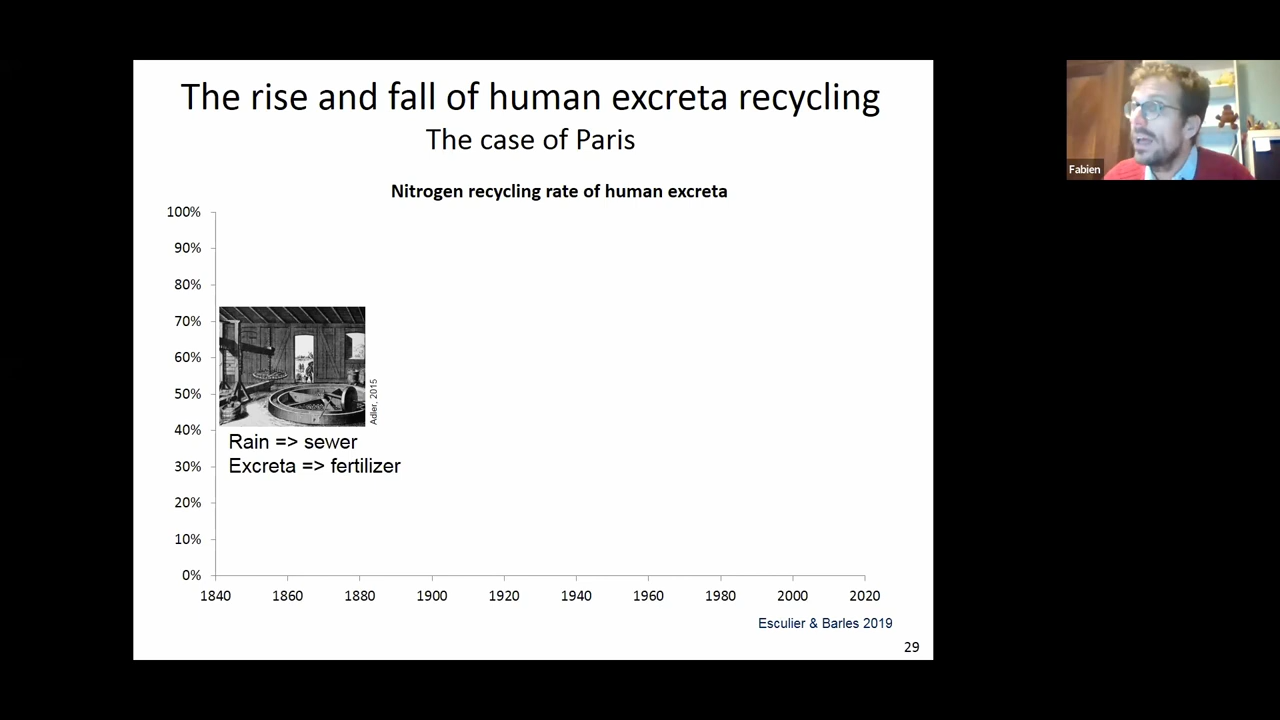 The rise and fall of human excreta recycling
The case of Paris
Nitrogen recycling rate of human excreta
100%
90%
80%
70%
60%
50%
40%
30%
20%
10%
0%
Adler, 2015
Rain => sewer
Excreta => fertilizer
1840 1860 1880 1900 1920 1940 1960 1980 2000 2020
Esculier & Barles 2019
29
Fabien